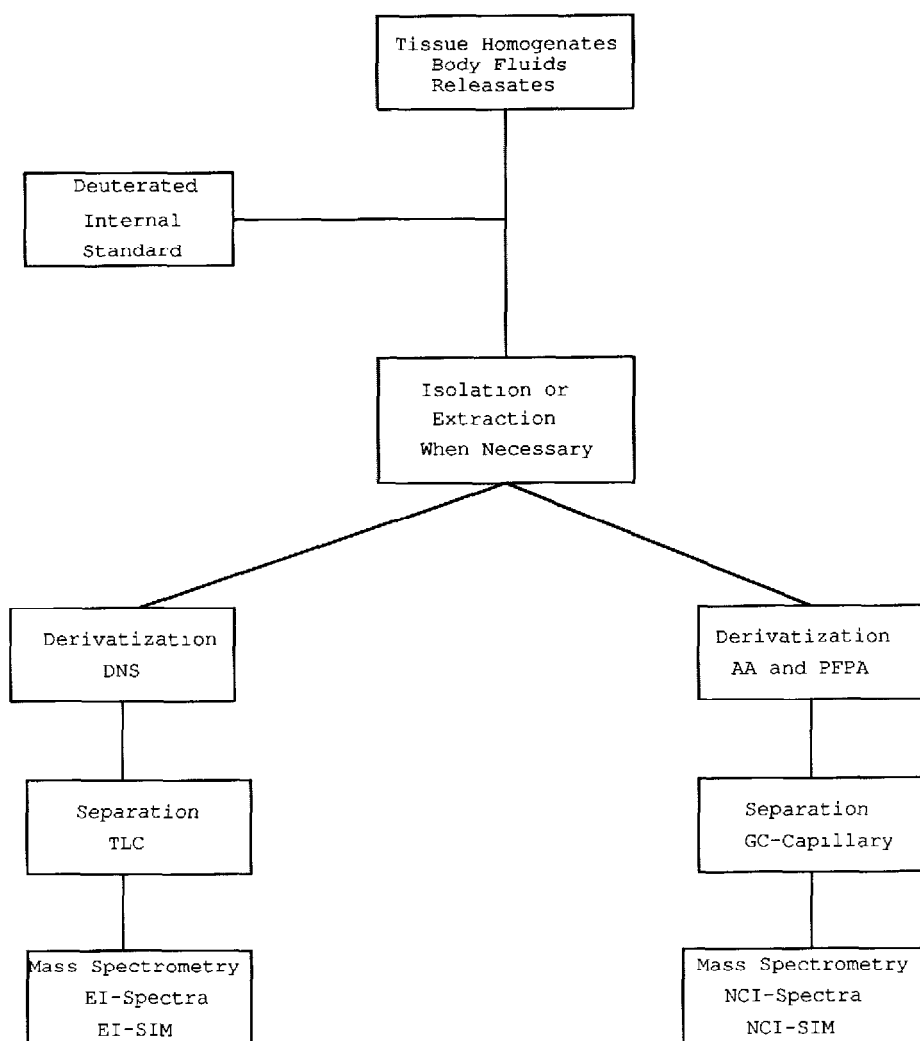 Tissue Homogenates
Body Fluids
Releasates
Deuterated
Internal
Standard
Isolation or
Extraction
When Necessary
Derivatization
DNS
Derivatization
AA and PFPA
Separation
TLC
Separation
GC-Capillary
Mass Spectrometry
EI-Spectra
EI-SIM
Mass Spectrometry
NCI-Spectra
NCI-SIM